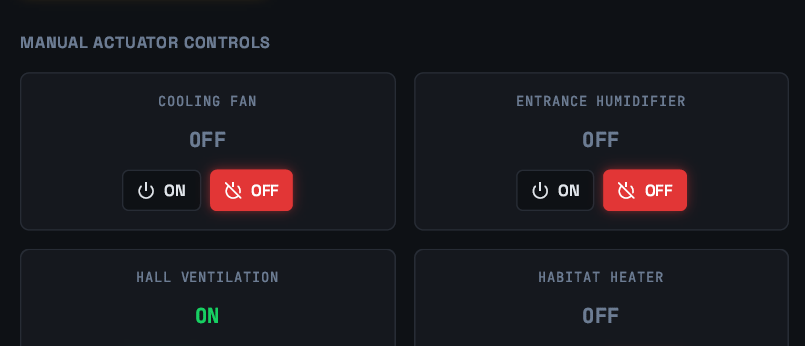 MANUAL ACTUATOR CONTROLS
COOLING FAN
OFF
ON OFF
ENTRANCE HUMIDIFIER
OFF
ON OFF
HALL VENTILATION
ON
HABITAT HEATER
OFF